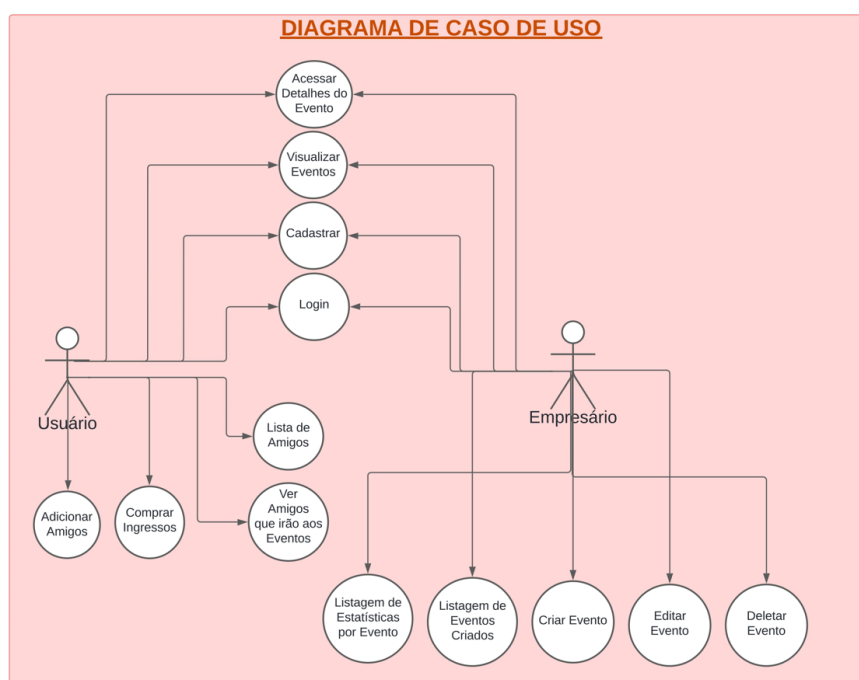 DIAGRAMA DE CASO DE USO
Acessar
Detalhes do
Evento
Visualizar
Eventos
Cadastrar
Login
Usuário
Empresário
Lista de
Amigos
Adicionar
Amigos
Comprar
Ingressos
Ver
Amigos
que irão aos
Eventos
Listagem de
Estatísticas
por Evento
Listagem de
Eventos
Criados
Criar Evento
Editar
Evento
Deletar
Evento